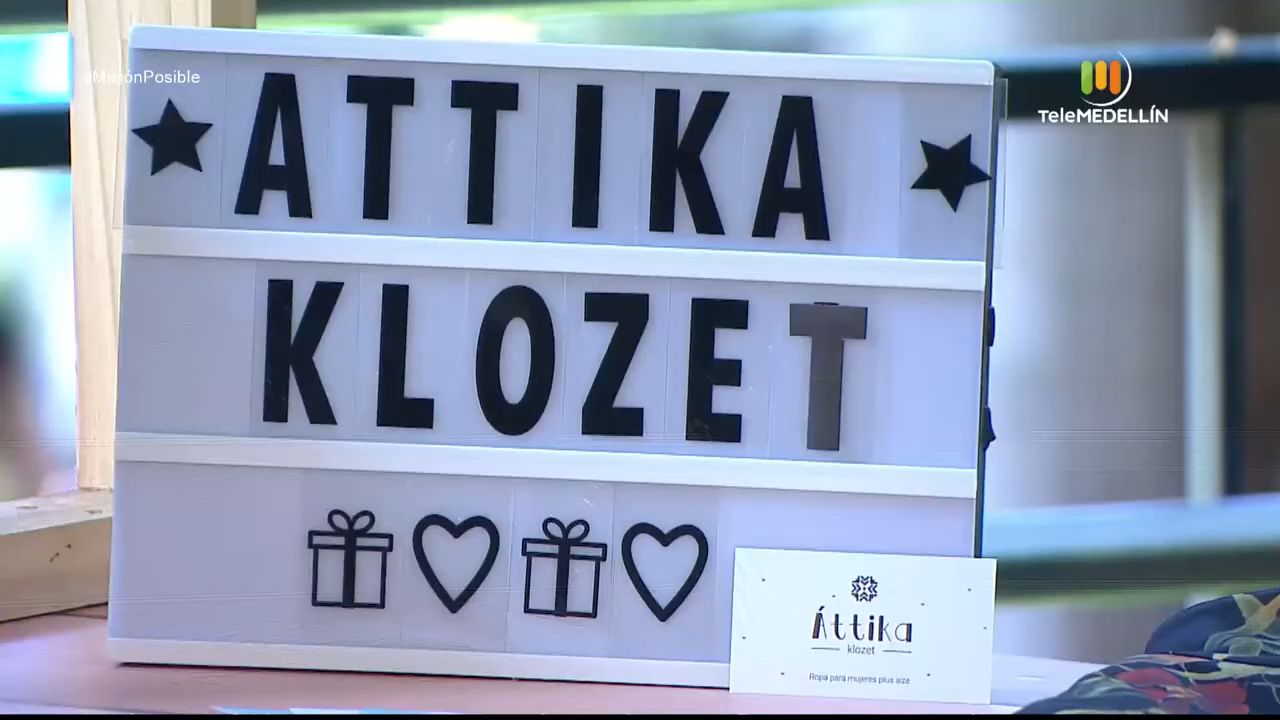 #MisiónPosible
TeleMEDELLÍN
ATTIKA
KLOZET
Áttika
klozet
Ropa para mujeres plus size